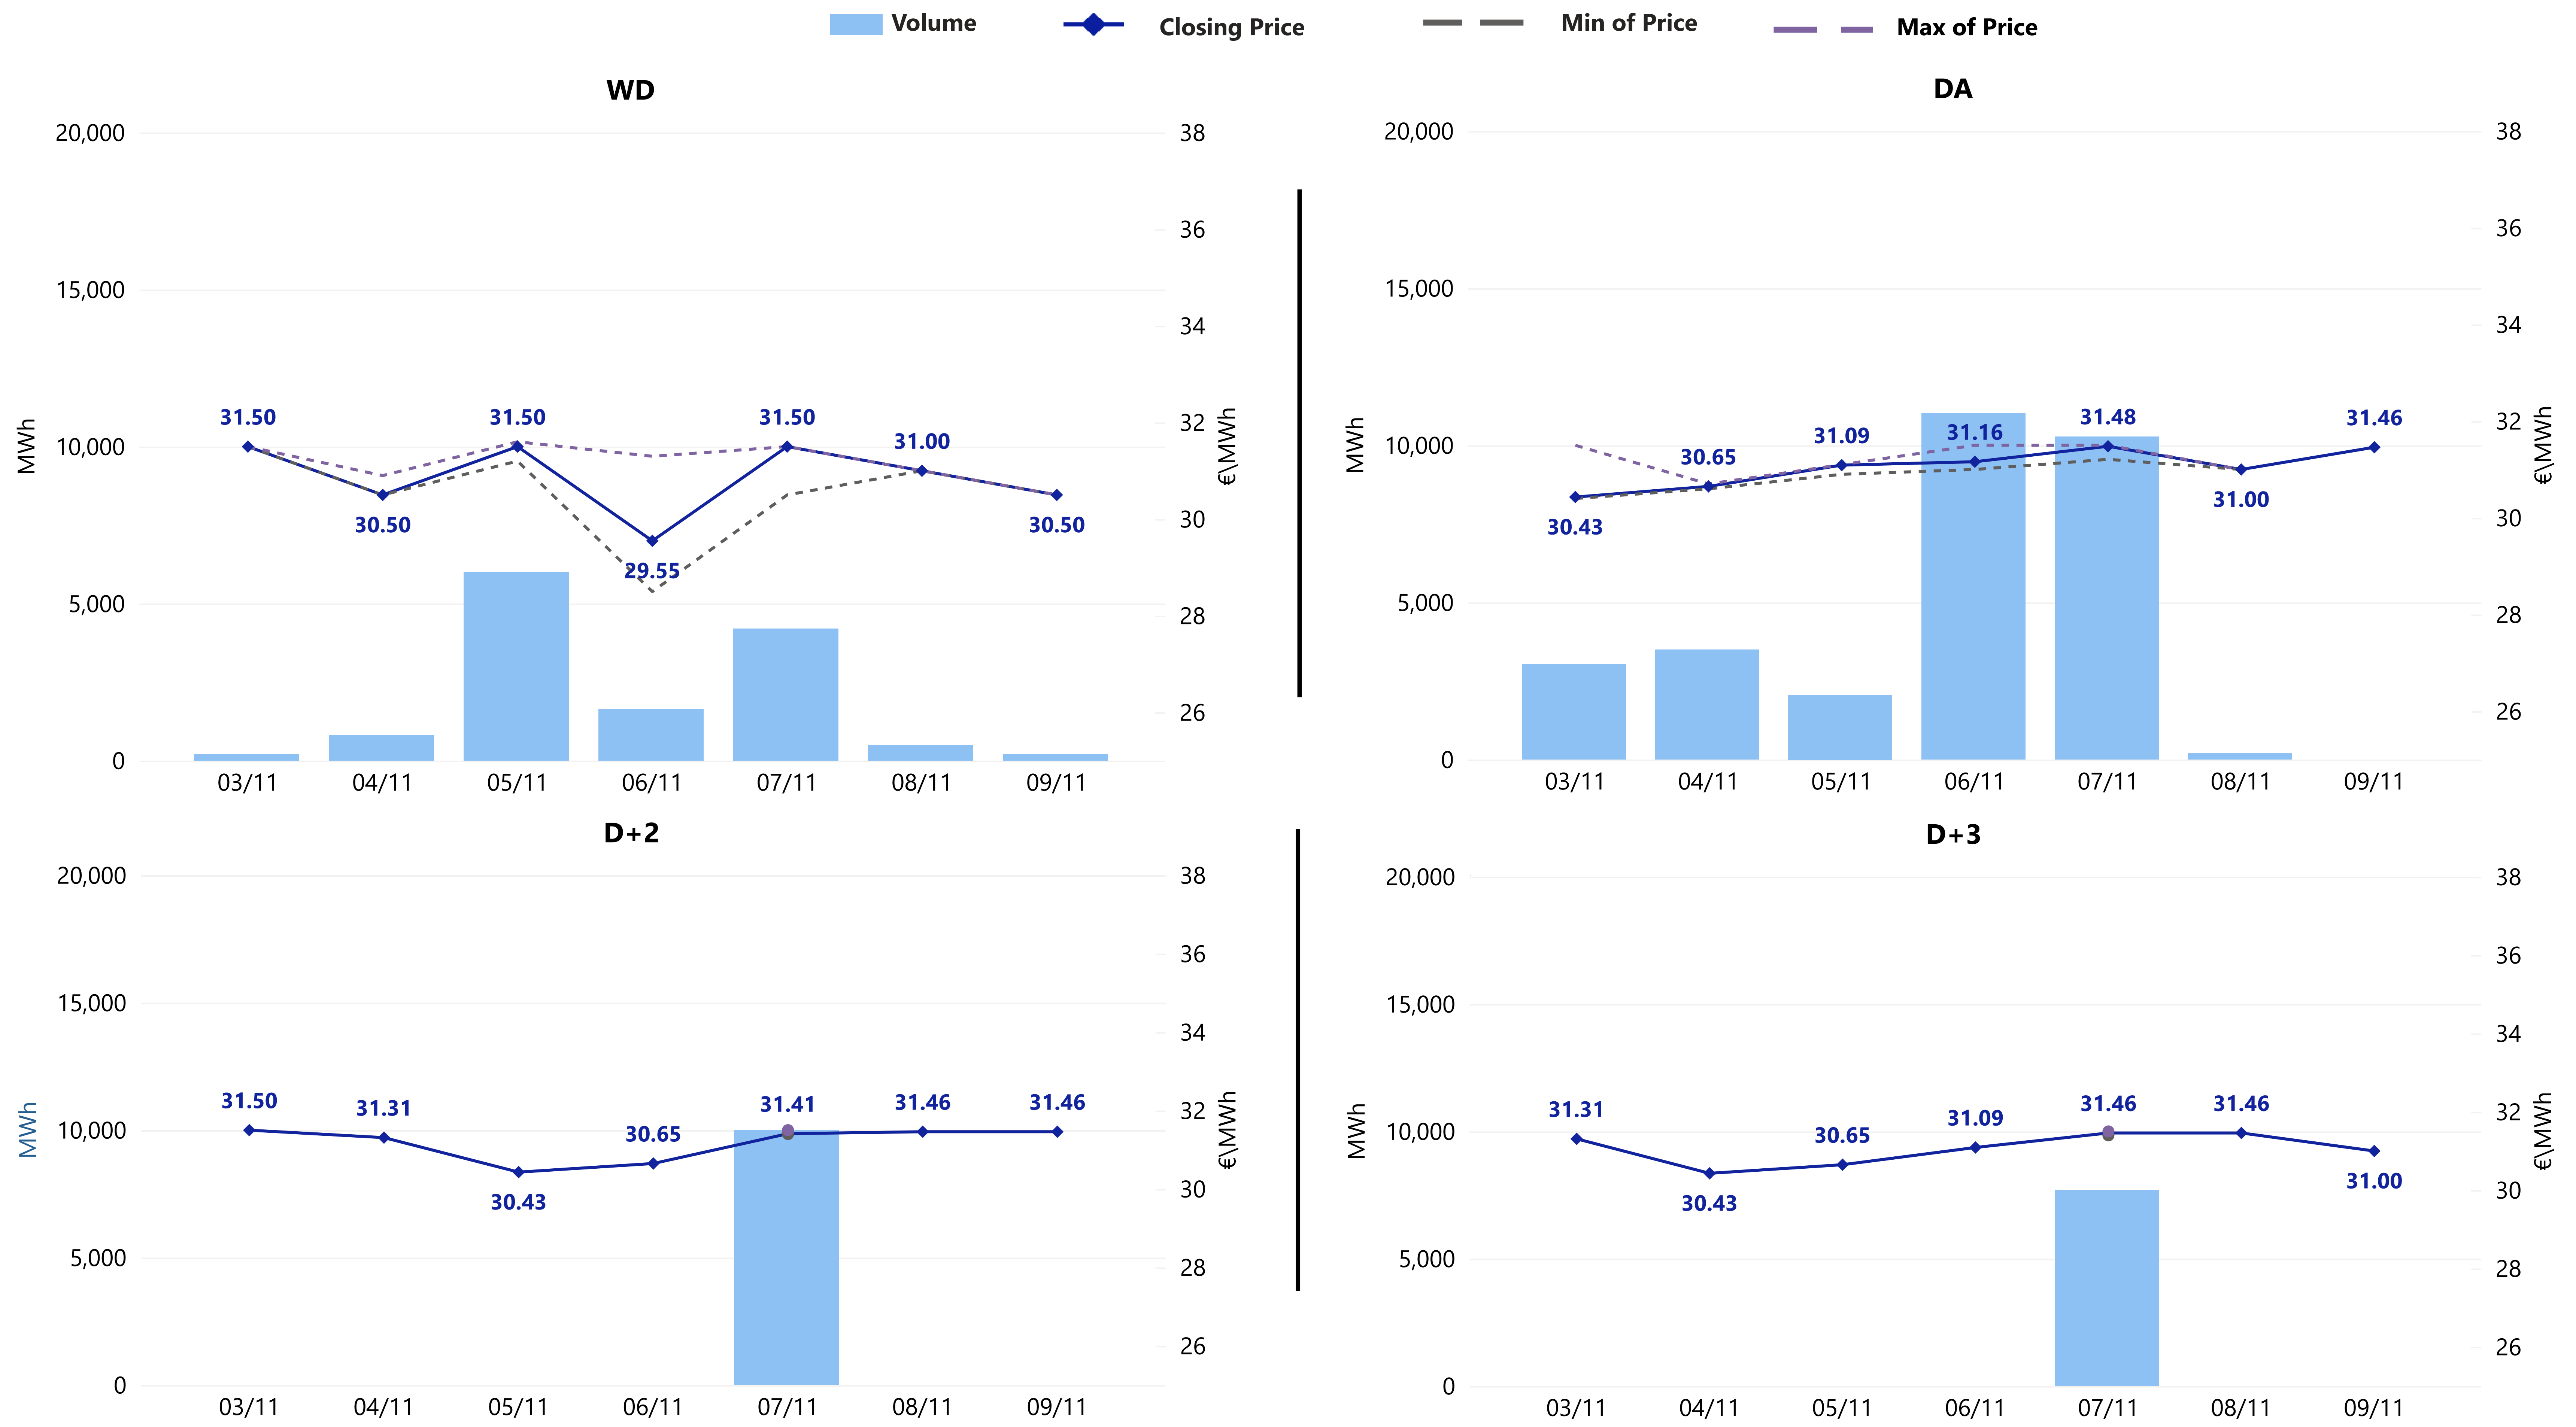 Volume Closing Price Min of Price Max of Price
WD
20,000 38
15,000
36
34
10,000
32
30
5,000
28
26
0
MWh
€\MWh
31.50 31.50 31.50
31.00
30.50 29.55 30.50
03/11 04/11 05/11 06/11 07/11 08/11 09/11
DA
20,000 38
15,000
36
34
10,000
32
30
5,000
28
26
0
MWh
€\MWh
30.43 30.65 31.09 31.16 31.48 31.00 31.46
03/11 04/11 05/11 06/11 07/11 08/11 09/11
D+2
20,000 38
15,000
36
34
10,000
32
30
5,000
28
26
0
MWh
€\MWh
31.50 31.31 30.43 30.65 31.41 31.46 31.46
03/11 04/11 05/11 06/11 07/11 08/11 09/11
D+3
20,000 38
15,000
36
34
10,000
32
30
5,000
28
26
0
MWh
€\MWh
31.31 30.43 30.65 31.09 31.46 31.46 31.00
03/11 04/11 05/11 06/11 07/11 08/11 09/11